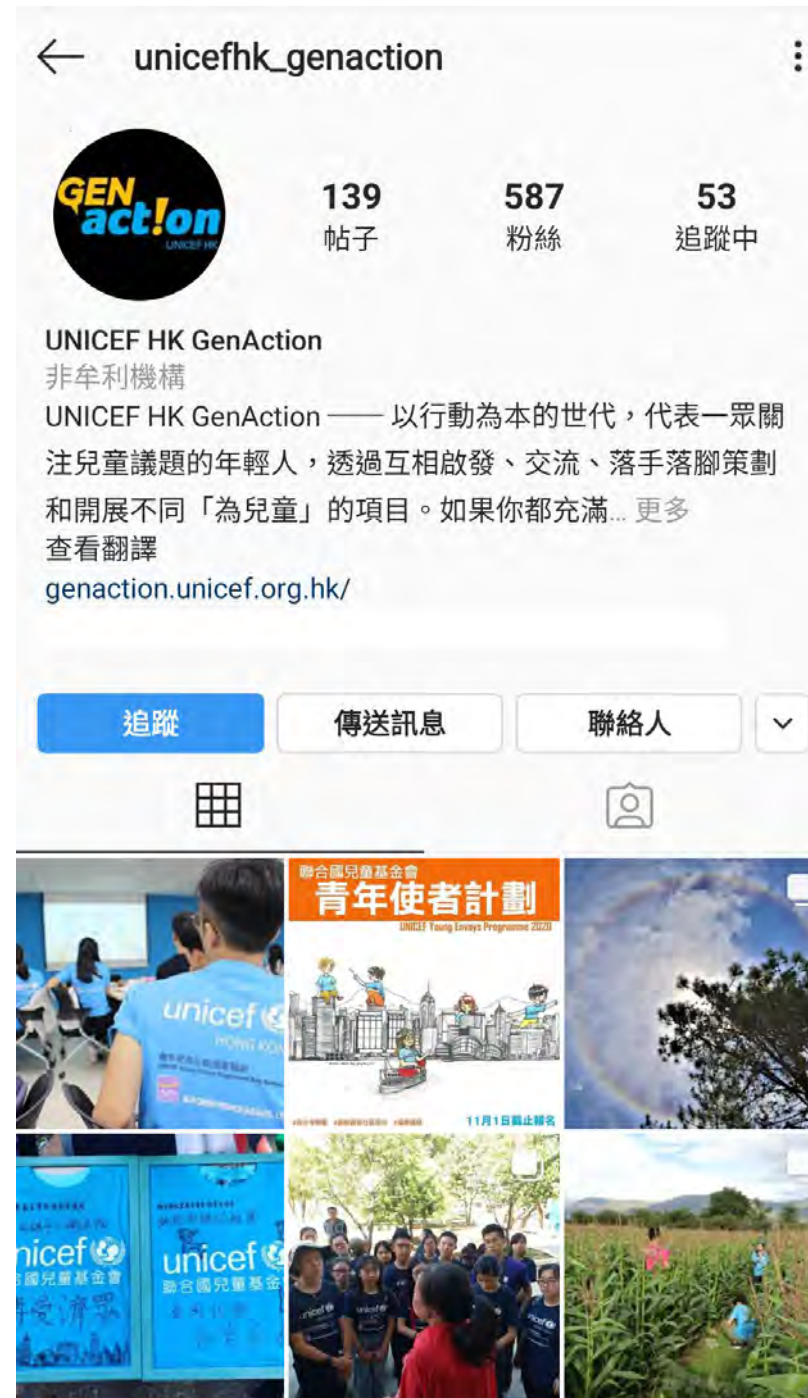 unicefhk_genaction
GEN
act!on
UNICEF HK
139
587
53
帖子
粉絲
追蹤中
UNICEF HK GenAction
非牟利機構
UNICEF HK GenAction —— 以行動為本的世代，代表一眾關
注兒童議題的年輕人，透過互相啟發、交流、落手落腳策劃
和開展不同「為兒童」的項目。如果你都充滿... 更多
查看翻譯
genaction.unicef.org.hk/
追蹤
傳送訊息
聯絡人
unicef
HONG KON
聯合國兒童基金會
青年使者計劃
UNICEF Young Envoys Programme 2020
11月1日截止報名
nicef
國兒童基金會
unicef
聯合國兒童基金
unicef